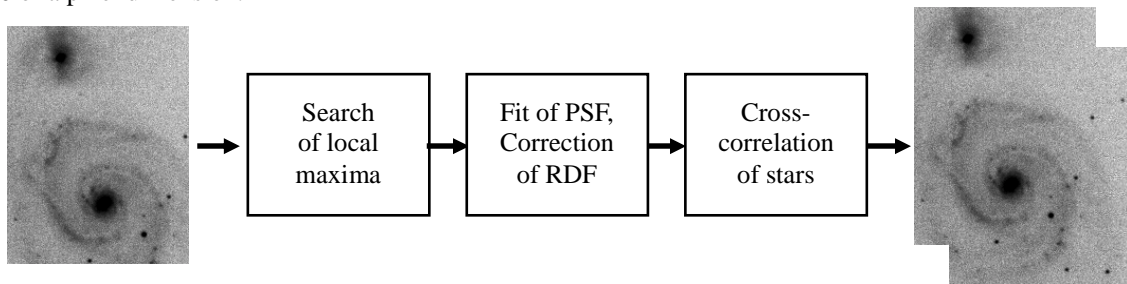 Search
of local
maxima
Fit of PSF,
Correction
of RDF
Cross-
correlation
of stars